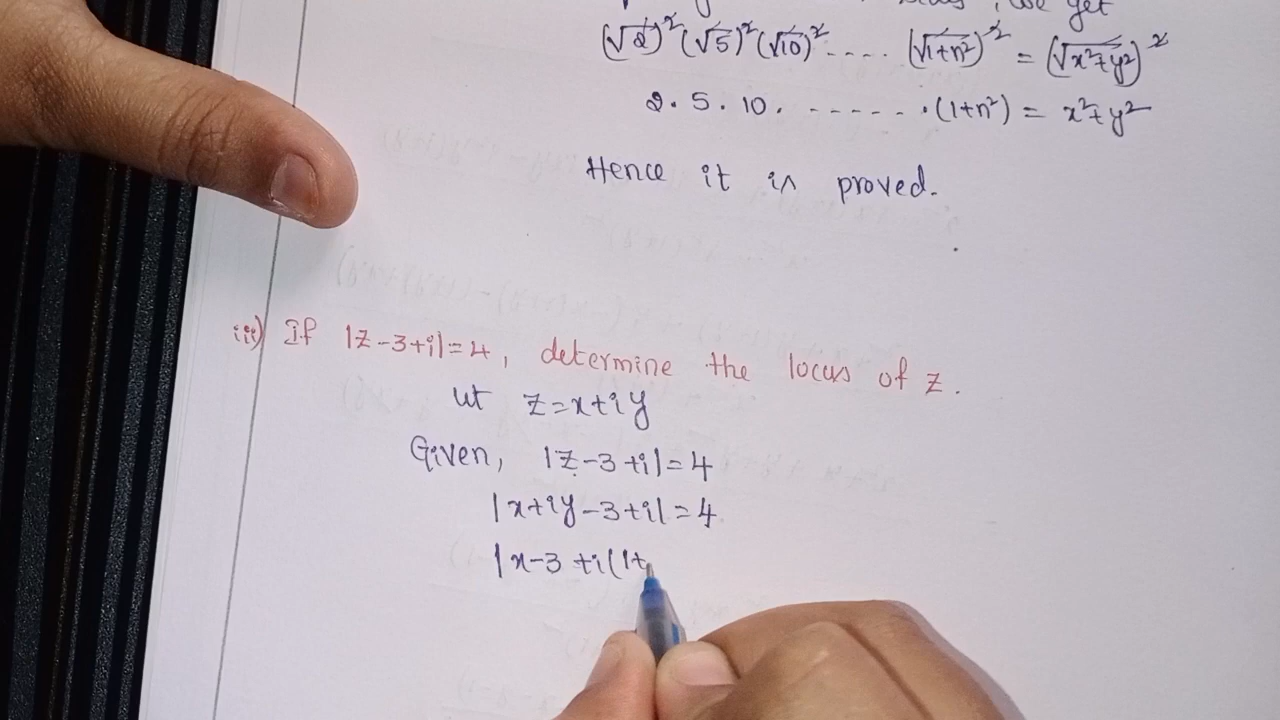 , we get
(√2)²(√5)²(√10)²..... (√1+n²)² = (√x²+y²)²
2. 5. 10. - - - - - - .(1+n²) = x²+y²
Hence it is proved.
iii) If |z-3+i|=4, determine the locus of z.
let z=x+iy
Given, |z-3+i|=4
|x+iy-3+i|=4
|x-3+i(1+